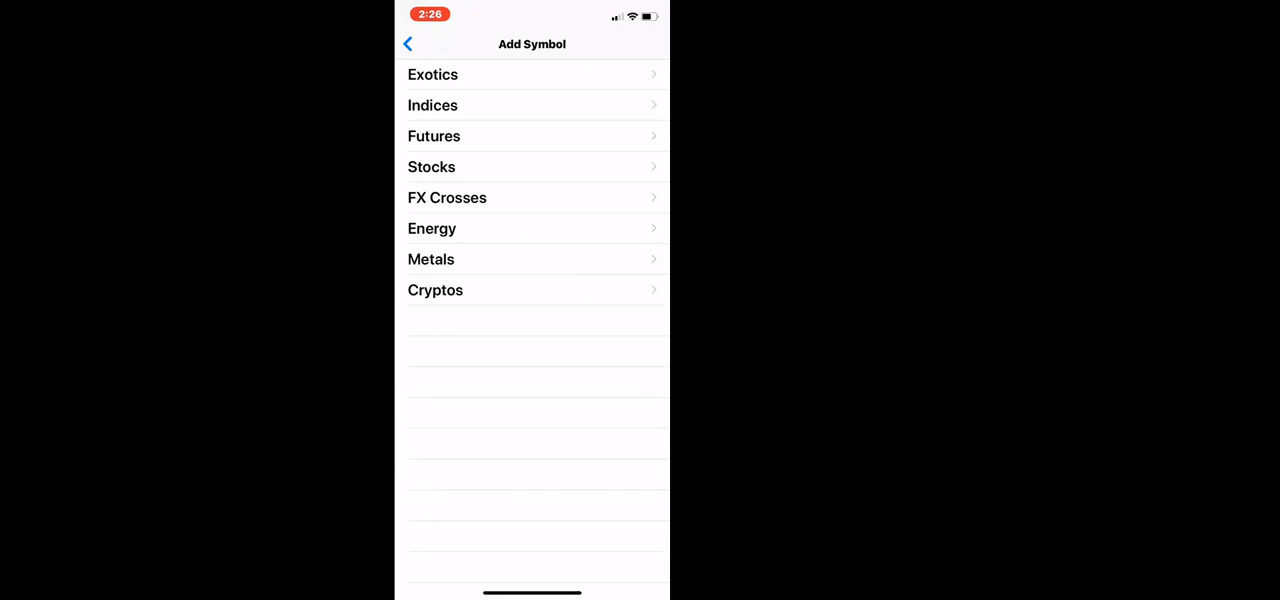 2:26
Add Symbol
Exotics
Indices
Futures
Stocks
FX Crosses
Energy
Metals
Cryptos